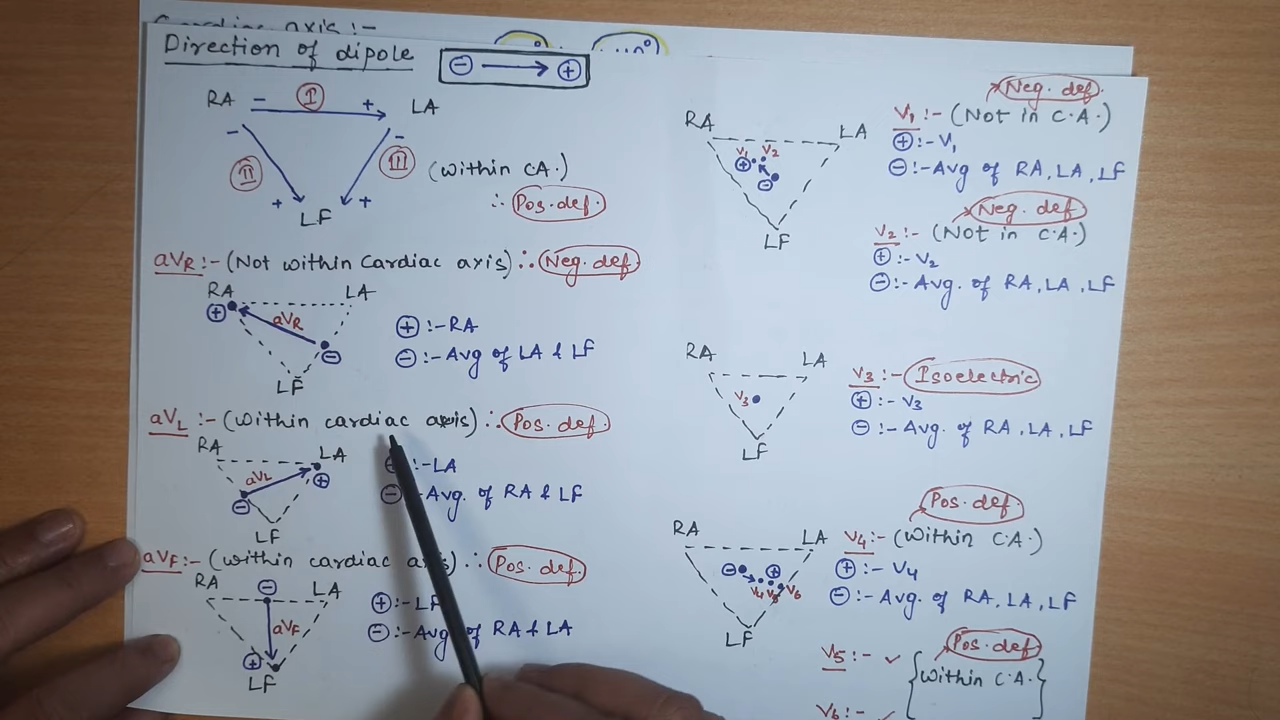 Cardiac axis :-
Direction of dipole
⊖ → ⊕
RA − I + LA
− −
II III (within C.A.)
+ + ∴ Pos. def.
LF
aVR :- (Not within Cardiac axis) ∴ Neg. def.
RA LA
⊕ aVR ⊖
LF
⊕ :- RA
⊖ :- Avg of LA & LF
aVL :- (within cardiac axis) ∴ Pos. def.
RA LA
aVL ⊕
⊖
LF
:- LA
⊖ :- Avg. of RA & LF
aVF :- (within cardiac axis) ∴ Pos. def.
RA ⊖ LA
aVF
⊕
LF
⊕ :- LF
⊖ :- Avg of RA & LA
RA LA
V1 V2
⊕
⊖
LF
Neg. def.
V1 :- (Not in C.A.)
⊕ :- V1
⊖ :- Avg of RA, LA, LF
Neg. def
V2 :- (Not in C.A.)
⊕ :- V2
⊖ :- Avg. of RA, LA, LF
RA LA
V3
LF
V3 :- Isoelectric
⊕ :- V3
⊖ :- Avg. of RA, LA, LF
RA LA
⊖ ⊕
V4 V5 V6
LF
Pos. def.
V4 :- (Within C.A.)
⊕ :- V4
⊖ :- Avg. of RA, LA, LF
Pos. def
V5 :- ✓ {Within C.A.}
V6 :- ✓